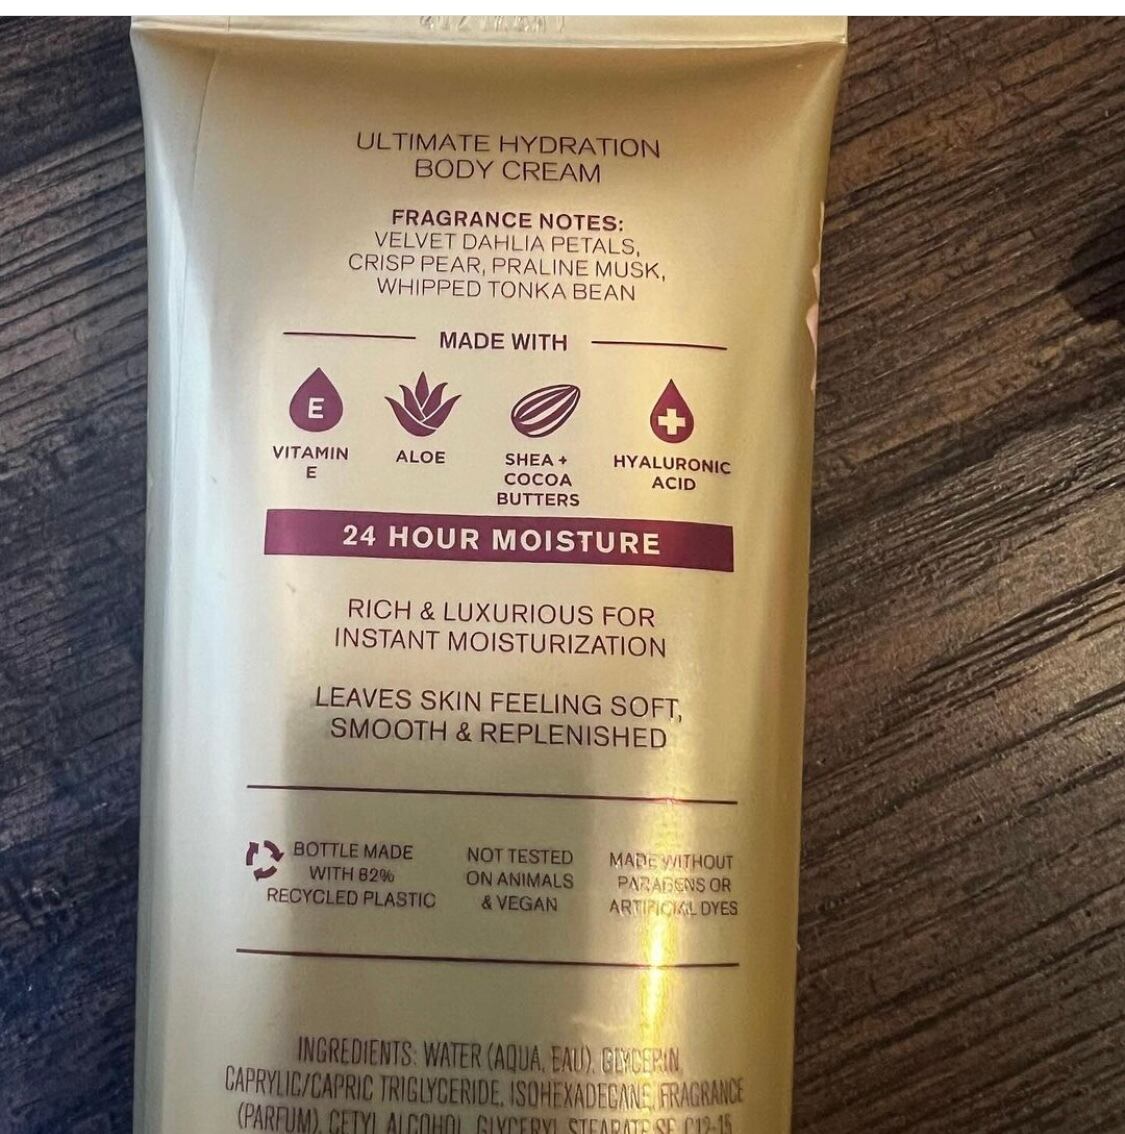 ULTIMATE HYDRATION
BODY CREAM
FRAGRANCE NOTES:
VELVET DAHLIA PETALS,
CRISP PEAR, PRALINE MUSK,
WHIPPED TONKA BEAN
MADE WITH
E
VITAMIN
E
ALOE
SHEA +
COCOA
BUTTERS
HYALURONIC
ACID
24 HOUR MOISTURE
RICH & LUXURIOUS FOR
INSTANT MOISTURIZATION
LEAVES SKIN FEELING SOFT,
SMOOTH & REPLENISHED
BOTTLE MADE
WITH 82%
RECYCLED PLASTIC
NOT TESTED
ON ANIMALS
& VEGAN
MADE WITHOUT
PARABENS OR
ARTIFICIAL DYES
INGREDIENTS: WATER (AQUA, EAU), GLYCERIN,
CAPRYLIC/CAPRIC TRIGLYCERIDE, ISOHEXADECANE, FRAGRANCE
(PARFUM), CETYL ALCOHOL, GLYCERYL STEARATE SE, C12-15